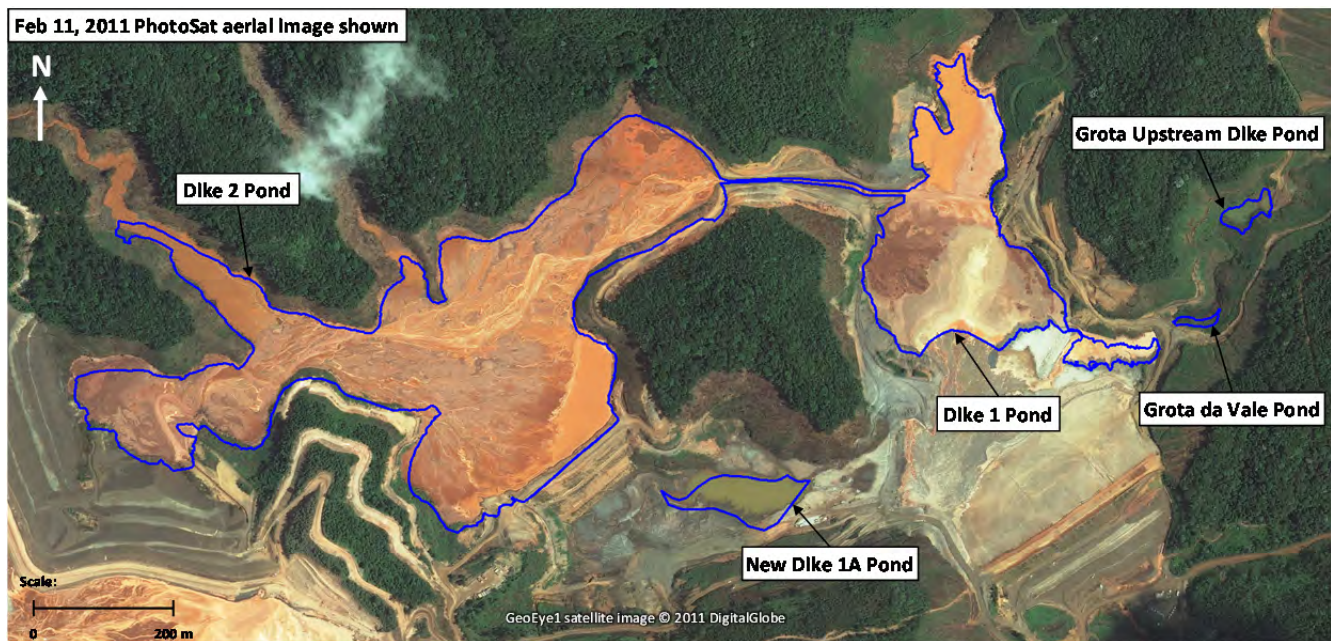 Feb 11, 2011 PhotoSat aerial image shown
N
Grota Upstream Dike Pond
Dike 2 Pond
Dike 1 Pond
Grota da Vale Pond
New Dike 1A Pond
Scale:
0 200 m
GeoEye1 satellite image © 2011 DigitalGlobe